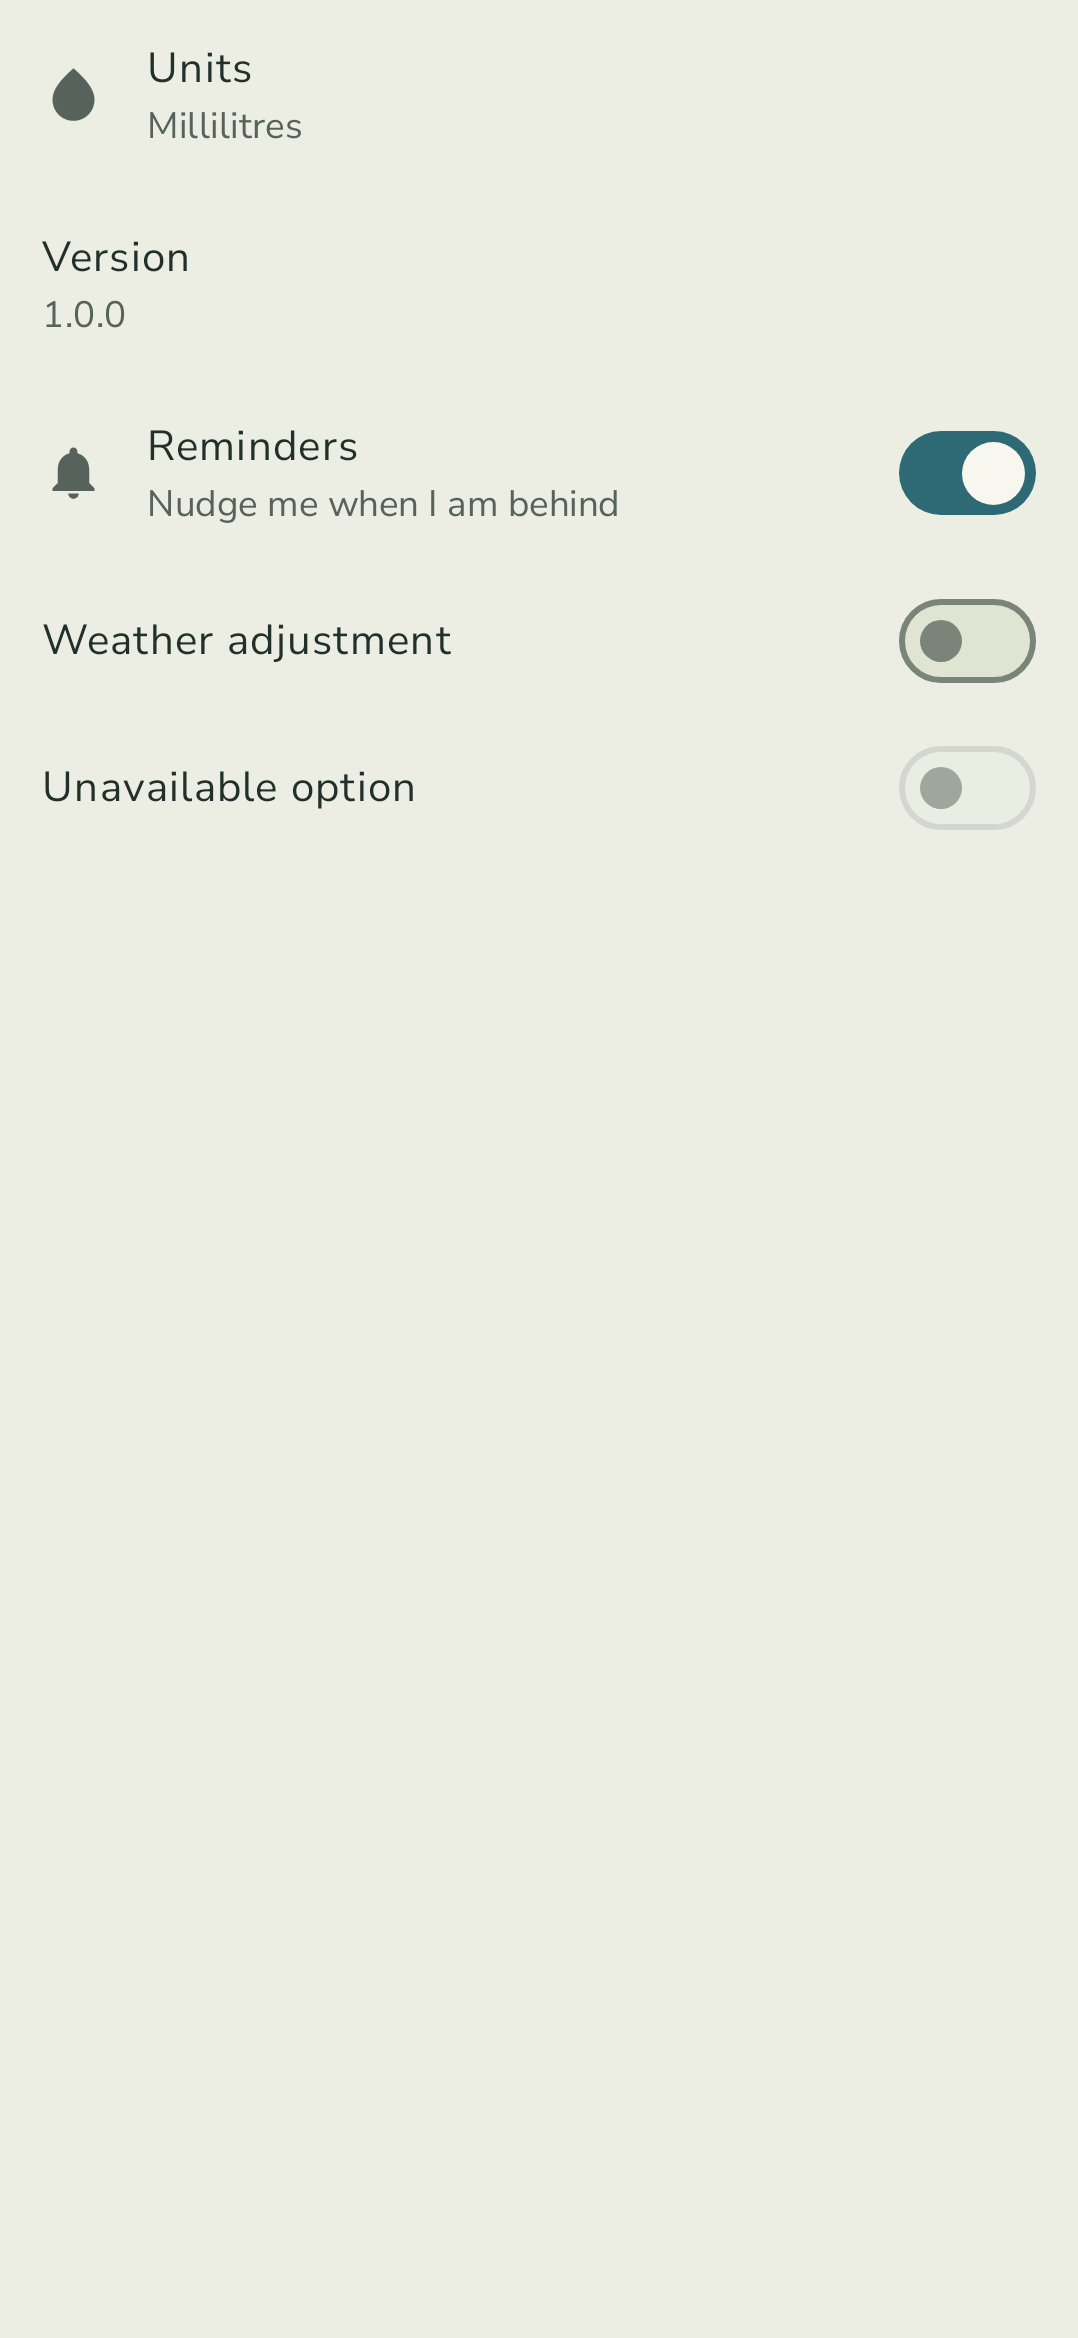 Units
Millilitres
Version
1.0.0
Reminders
Nudge me when I am behind
Weather adjustment
Unavailable option